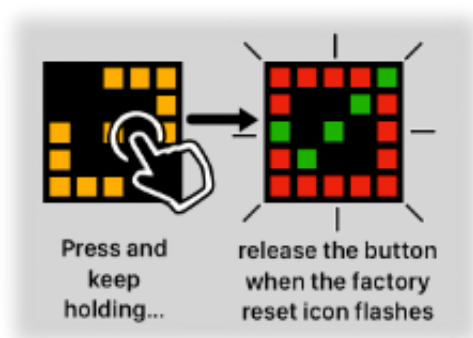 Press and
keep
holding...
release the button
when the factory
reset icon flashes